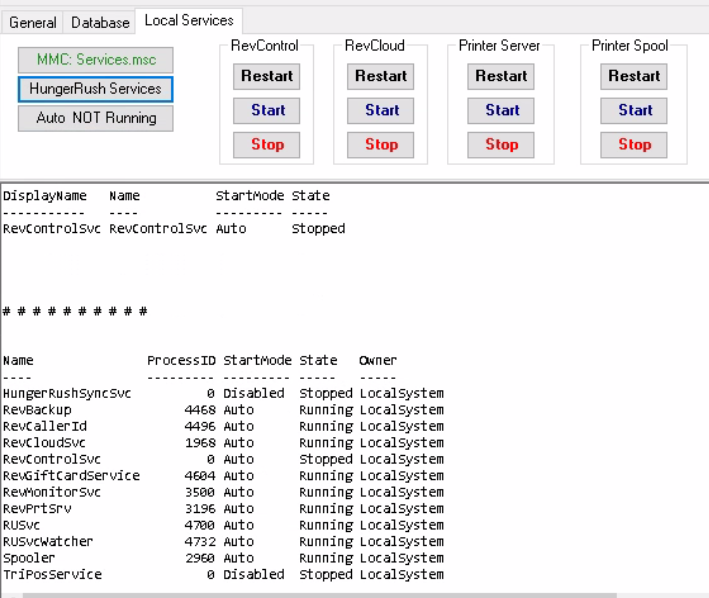 General Database Local Services
RevControl RevCloud Printer Server Printer Spool
MMC: Services.msc Restart Restart Restart Restart
HungerRush Services Start Start Start Start
Auto NOT Running Stop Stop Stop Stop
DisplayName Name StartMode State
----------- ---- --------- -----
RevControlSvc RevControlSvc Auto Stopped
# # # # # # # # # #
Name ProcessID StartMode State Owner
---- --------- --------- ----- -----
HungerRushSyncSvc 0 Disabled Stopped LocalSystem
RevBackup 4468 Auto Running LocalSystem
RevCallerId 4496 Auto Running LocalSystem
RevCloudSvc 1968 Auto Running LocalSystem
RevControlSvc 0 Auto Stopped LocalSystem
RevGiftCardService 4604 Auto Running LocalSystem
RevMonitorSvc 3500 Auto Running LocalSystem
RevPrtSrv 3196 Auto Running LocalSystem
RUSvc 4700 Auto Running LocalSystem
RUSvcWatcher 4732 Auto Running LocalSystem
Spooler 2960 Auto Running LocalSystem
TriPosService 0 Disabled Stopped LocalSystem